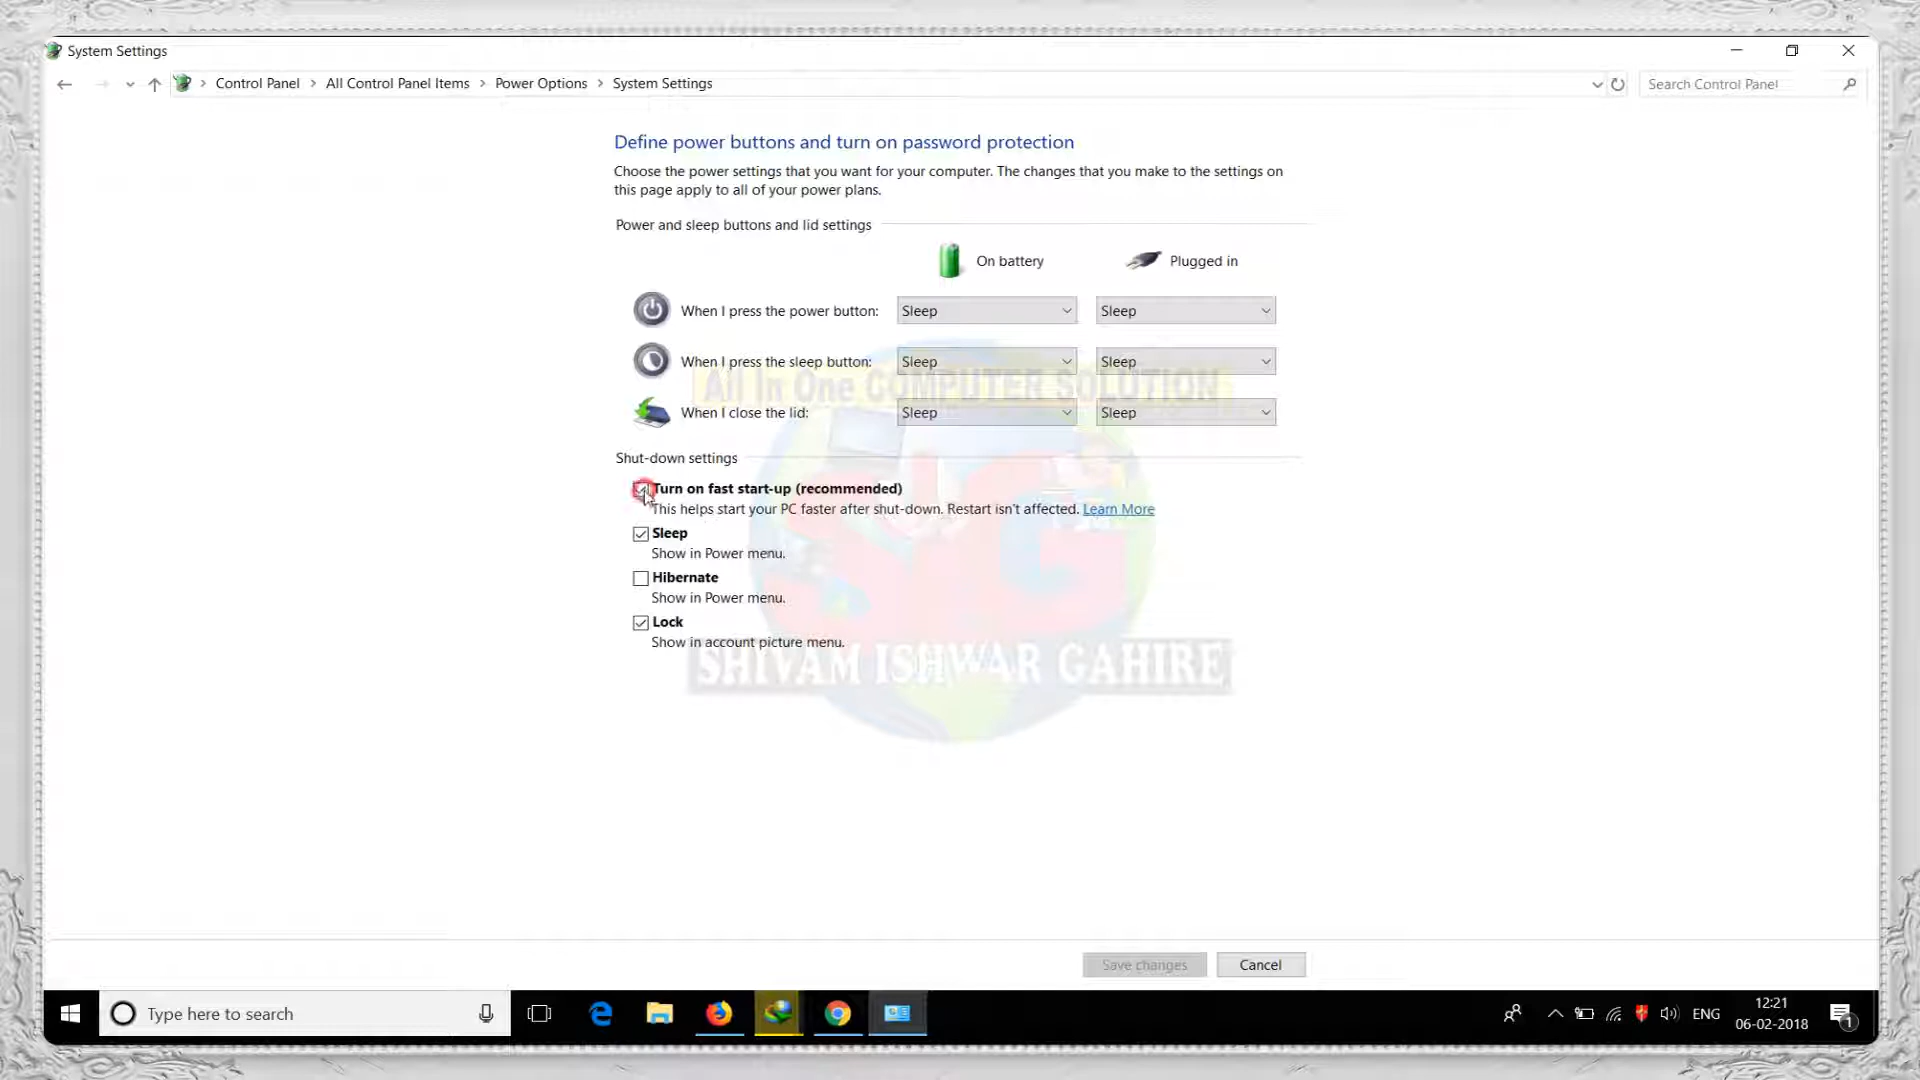 System Settings
Control Panel > All Control Panel Items > Power Options > System Settings
Search Control Panel
Define power buttons and turn on password protection
Choose the power settings that you want for your computer. The changes that you make to the settings on
this page apply to all of your power plans.
Power and sleep buttons and lid settings
On battery
Plugged in
When I press the power button: Sleep Sleep
When I press the sleep button: Sleep Sleep
All In One COMPUTER SOLUTION
When I close the lid: Sleep Sleep
Shut-down settings
Turn on fast start-up (recommended)
This helps start your PC faster after shut-down. Restart isn't affected. Learn More
Sleep
Show in Power menu.
SIG
Hibernate
Show in Power menu.
Lock
Show in account picture menu.
SHIVAM ISHWAR GAHIRE
Save changes Cancel
Type here to search
ENG
12:21
06-02-2018
1